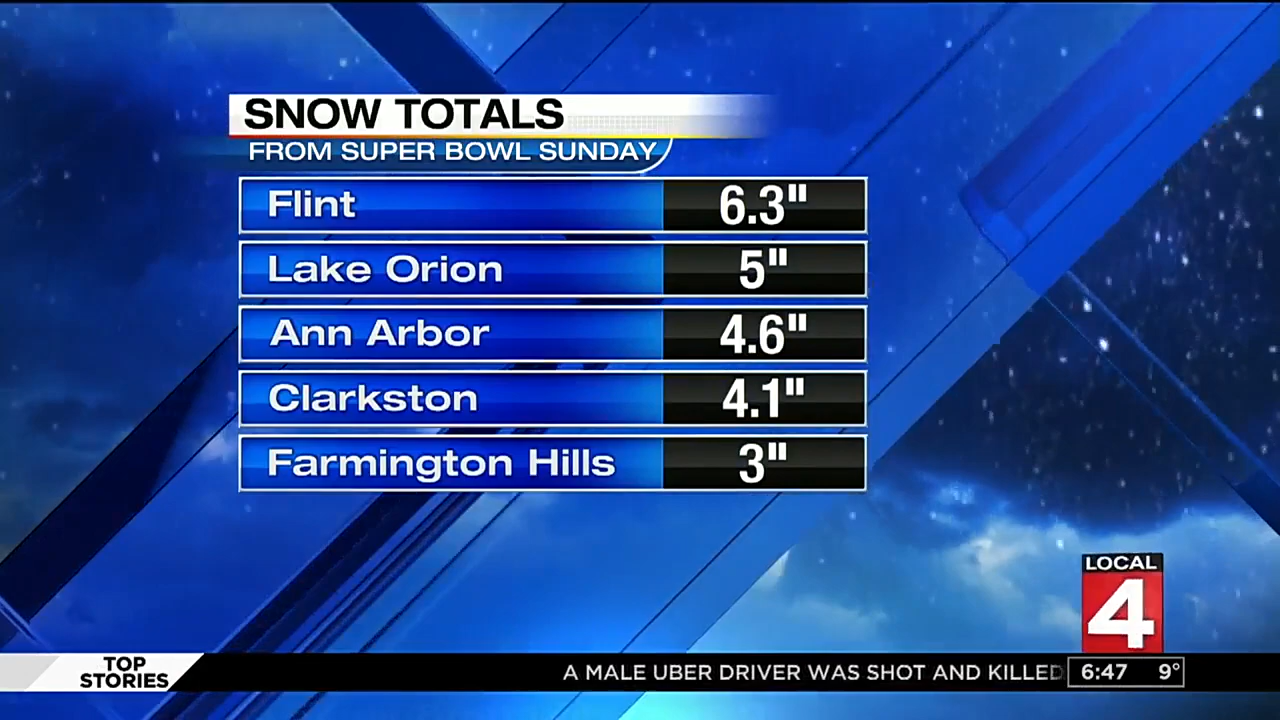 SNOW TOTALS
FROM SUPER BOWL SUNDAY
Flint 6.3"
Lake Orion 5"
Ann Arbor 4.6"
Clarkston 4.1"
Farmington Hills 3"
LOCAL
4
TOP
STORIES
A MALE UBER DRIVER WAS SHOT AND KILLED
6:47 9°